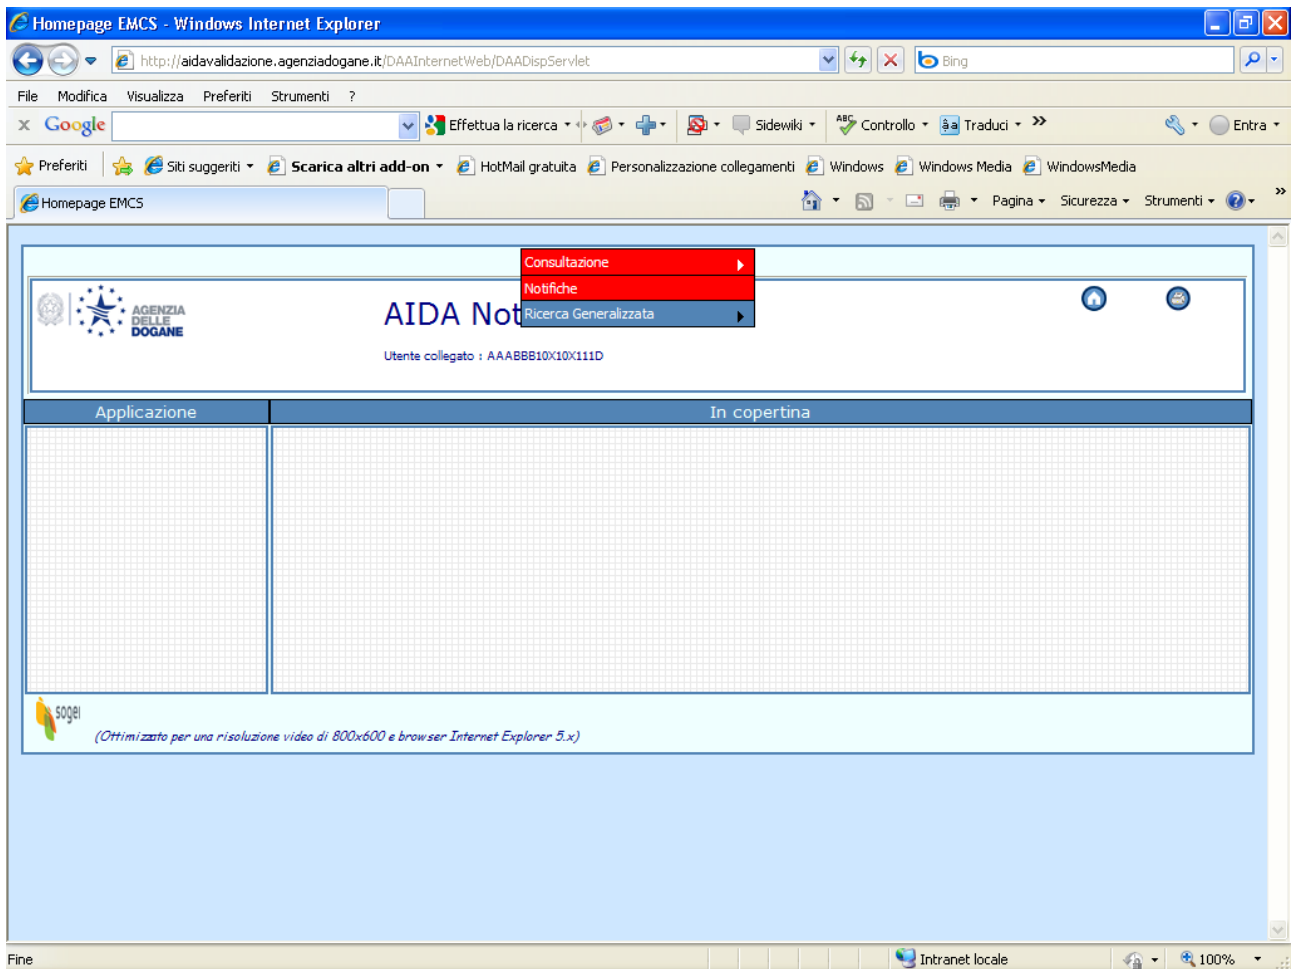 Homepage EMCS - Windows Internet Explorer
http://aidavalidazione.agenziadogane.it/DAAInternetWeb/DAADispServlet
Bing
File Modifica Visualizza Preferiti Strumenti ?
x Google Effettua la ricerca Sidewiki ABC Controllo âa Traduci >> Entra
Preferiti Siti suggeriti Scarica altri add-on HotMail gratuita Personalizzazione collegamenti Windows Windows Media WindowsMedia
Homepage EMCS Pagina Sicurezza Strumenti >>
Consultazione
Notifiche
Ricerca Generalizzata
AGENZIA
DELLE
DOGANE
AIDA Not
Utente collegato : AAABBB10X10X111D
Applicazione In copertina
sogei
(Ottimizzato per una risoluzione video di 800x600 e browser Internet Explorer 5.x)
Fine Intranet locale 100%